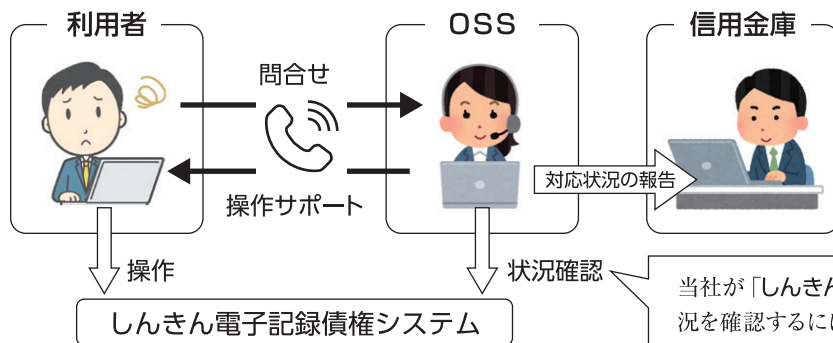 利用者
OSS
信用金庫
問合せ
操作サポート
対応状況の報告
操作
状況確認
しんきん電子記録債権システム
当社が「しんきん
況を確認するには